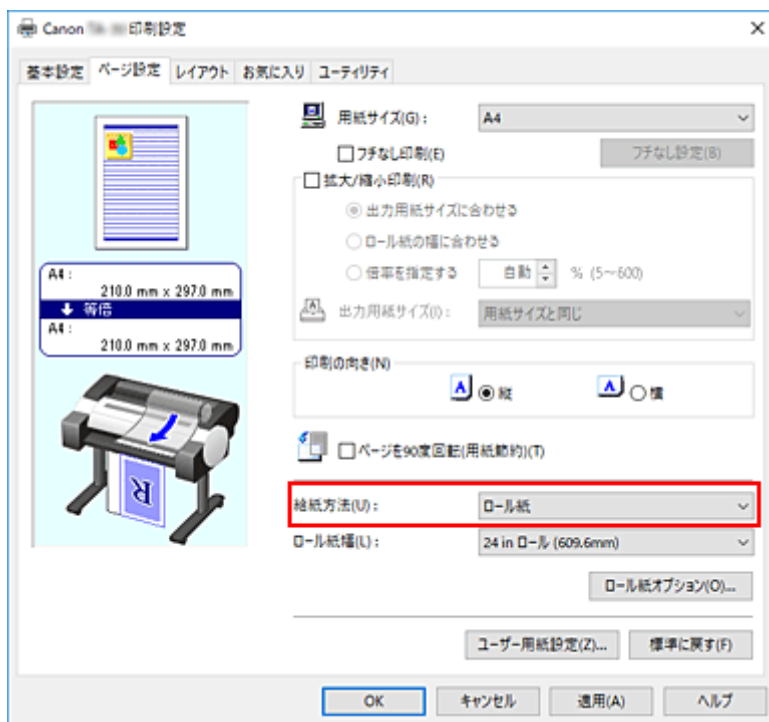 Canon 印刷設定
基本設定 ページ設定 レイアウト お気に入り ユーティリティ
用紙サイズ(G): A4
フチなし印刷(E) フチなし設定(B)
拡大/縮小印刷(R)
出力用紙サイズに合わせる
ロール紙の幅に合わせる
倍率を指定する 自動 % (5～600)
出力用紙サイズ(I): 用紙サイズと同じ
A4:
210.0 mm x 297.0 mm
等倍
A4:
210.0 mm x 297.0 mm
印刷の向き(N)
A 縦 A 横
ページを90度回転(用紙節約)(T)
R
給紙方法(U): ロール紙
ロール紙幅(L): 24 in ロール (609.6mm)
ロール紙オプション(O)...
ユーザー用紙設定(Z)... 標準に戻す(F)
OK キャンセル 適用(A) ヘルプ